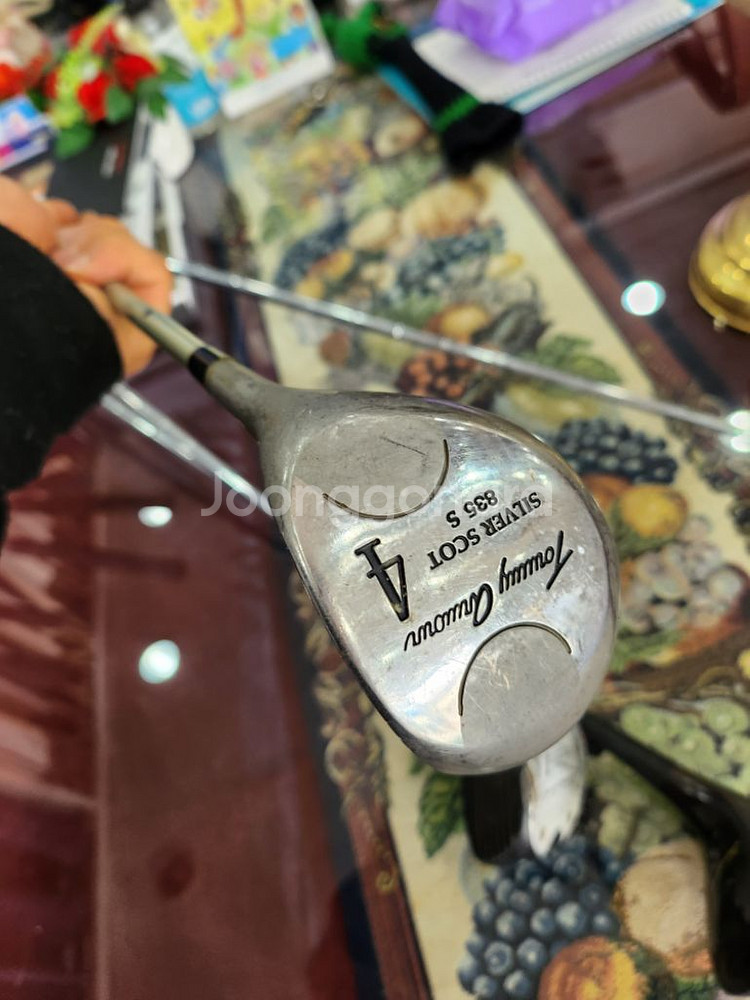 Tommy Armour
SILVER SCOT
835 S
4
Joonggonara